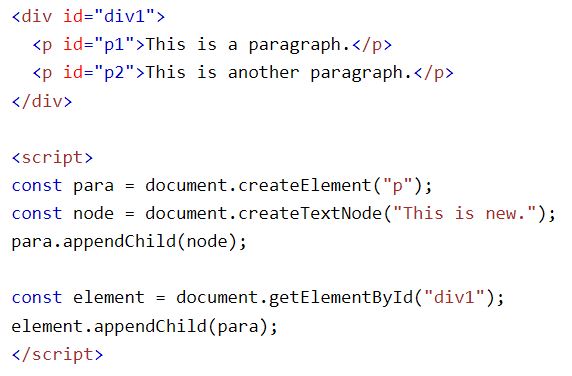 <div id="div1">
  <p id="p1">This is a paragraph.</p>
  <p id="p2">This is another paragraph.</p>
</div>

<script>
const para = document.createElement("p");
const node = document.createTextNode("This is new.");
para.appendChild(node);

const element = document.getElementById("div1");
element.appendChild(para);
</script>